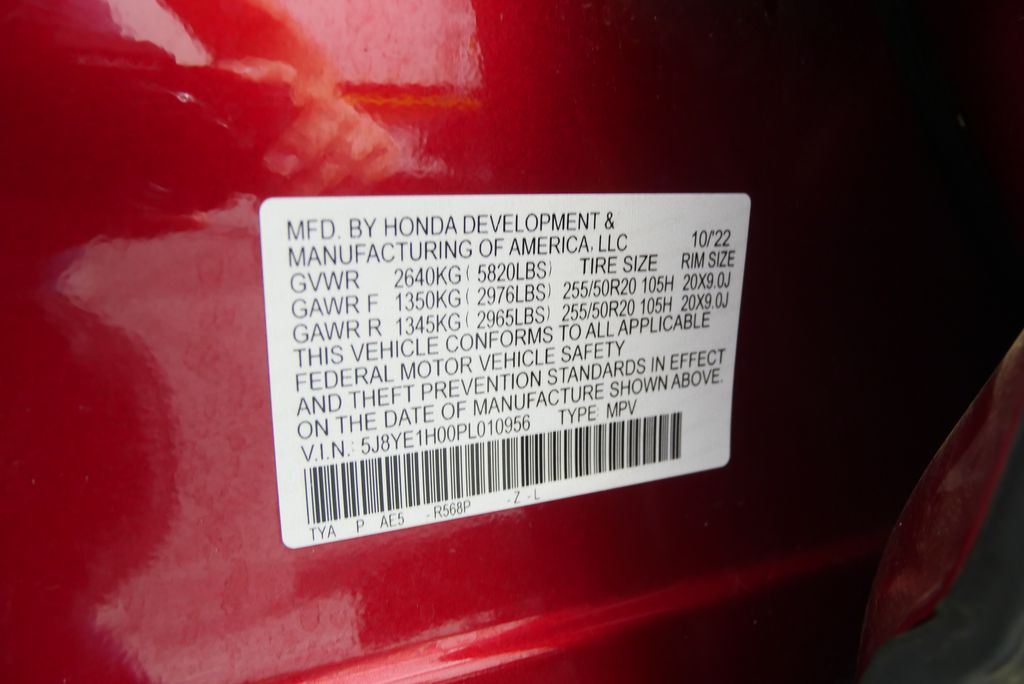 MFD. BY HONDA DEVELOPMENT &
MANUFACTURING OF AMERICA, LLC 10/'22
GVWR 2640KG ( 5820LBS) TIRE SIZE RIM SIZE
GAWR F 1350KG ( 2976LBS) 255/50R20 105H 20X9.0J
GAWR R 1345KG ( 2965LBS) 255/50R20 105H 20X9.0J
THIS VEHICLE CONFORMS TO ALL APPLICABLE
FEDERAL MOTOR VEHICLE SAFETY
AND THEFT PREVENTION STANDARDS IN EFFECT
ON THE DATE OF MANUFACTURE SHOWN ABOVE.
V.I.N.: 5J8YE1H00PL010956 TYPE: MPV
TYA P AE5 -R568P -Z -L